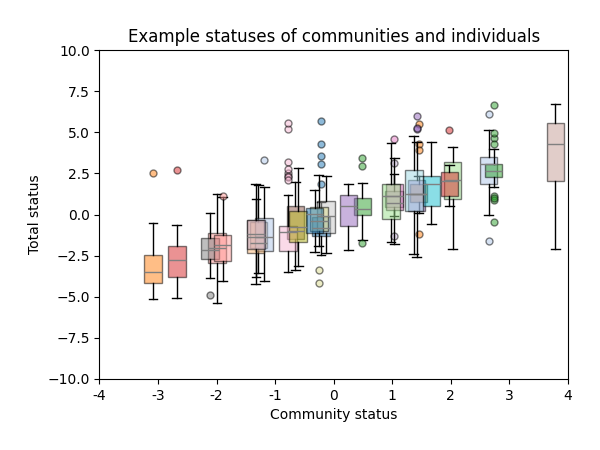 Example statuses of communities and individuals
10.0
7.5
5.0
2.5
0.0
−2.5
−5.0
−7.5
−10.0
Total status
-4 -3 -2 -1 0 1 2 3 4
Community status